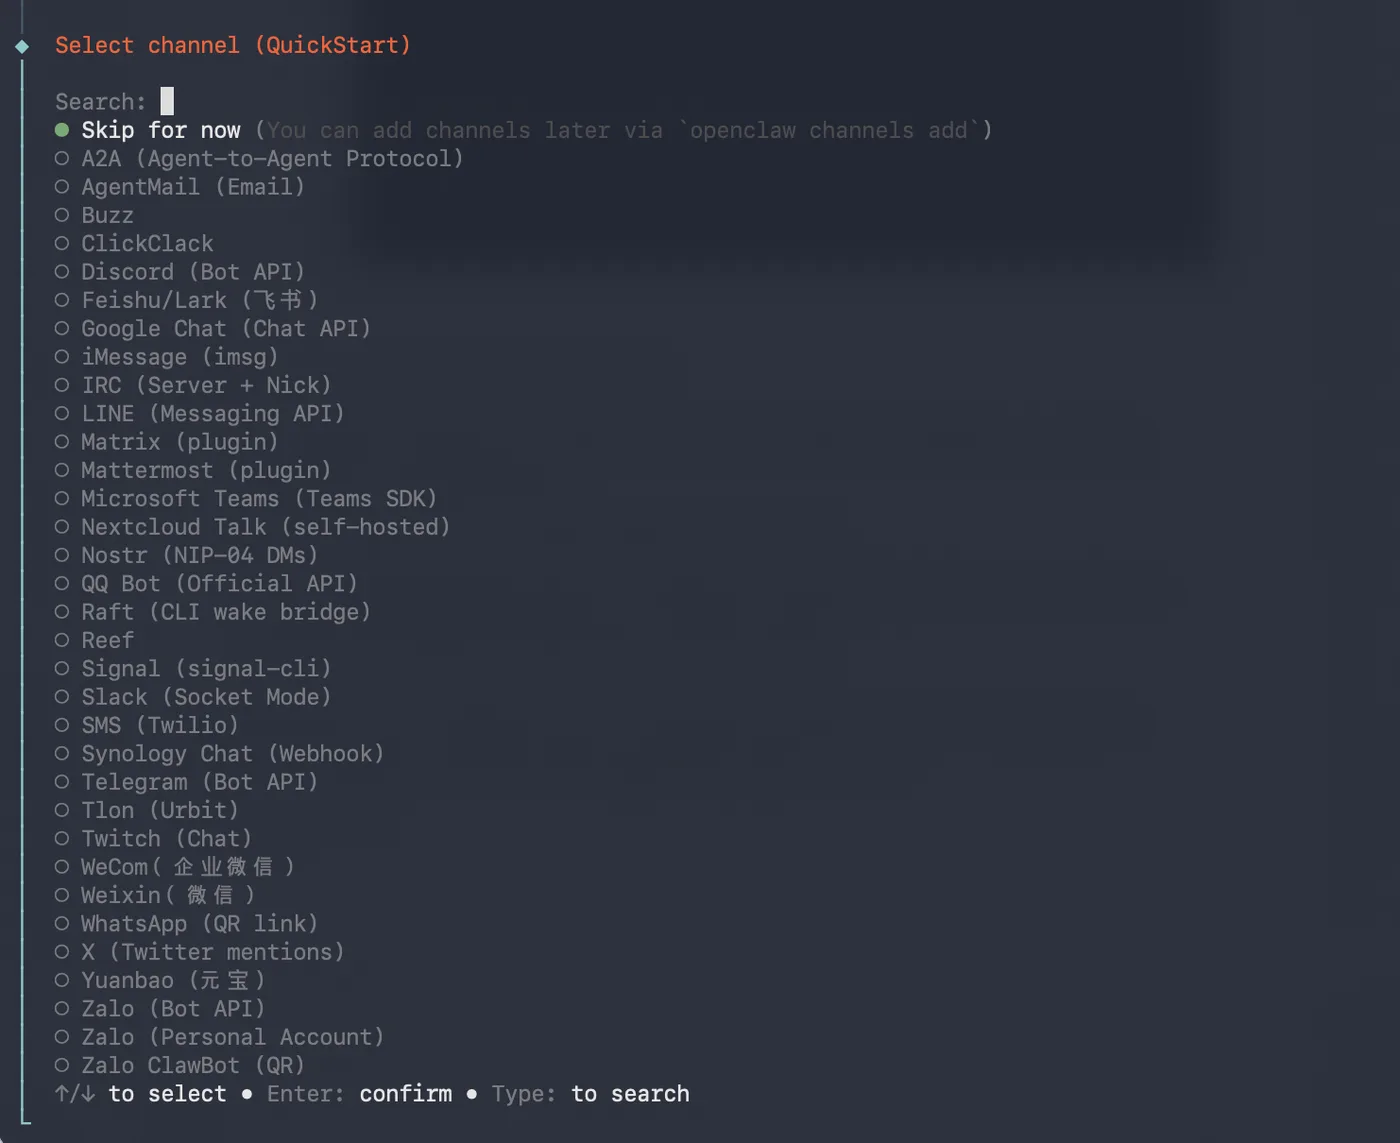 Select channel (QuickStart)
Search:
Skip for now (You can add channels later via `openclaw channels add`)
A2A (Agent-to-Agent Protocol)
AgentMail (Email)
Buzz
ClickClack
Discord (Bot API)
Feishu/Lark (飞书)
Google Chat (Chat API)
iMessage (imsg)
IRC (Server + Nick)
LINE (Messaging API)
Matrix (plugin)
Mattermost (plugin)
Microsoft Teams (Teams SDK)
Nextcloud Talk (self-hosted)
Nostr (NIP-04 DMs)
QQ Bot (Official API)
Raft (CLI wake bridge)
Reef
Signal (signal-cli)
Slack (Socket Mode)
SMS (Twilio)
Synology Chat (Webhook)
Telegram (Bot API)
Tlon (Urbit)
Twitch (Chat)
WeCom(企业微信)
Weixin(微信)
WhatsApp (QR link)
X (Twitter mentions)
Yuanbao (元宝)
Zalo (Bot API)
Zalo (Personal Account)
Zalo ClawBot (QR)
↑/↓ to select • Enter: confirm • Type: to search